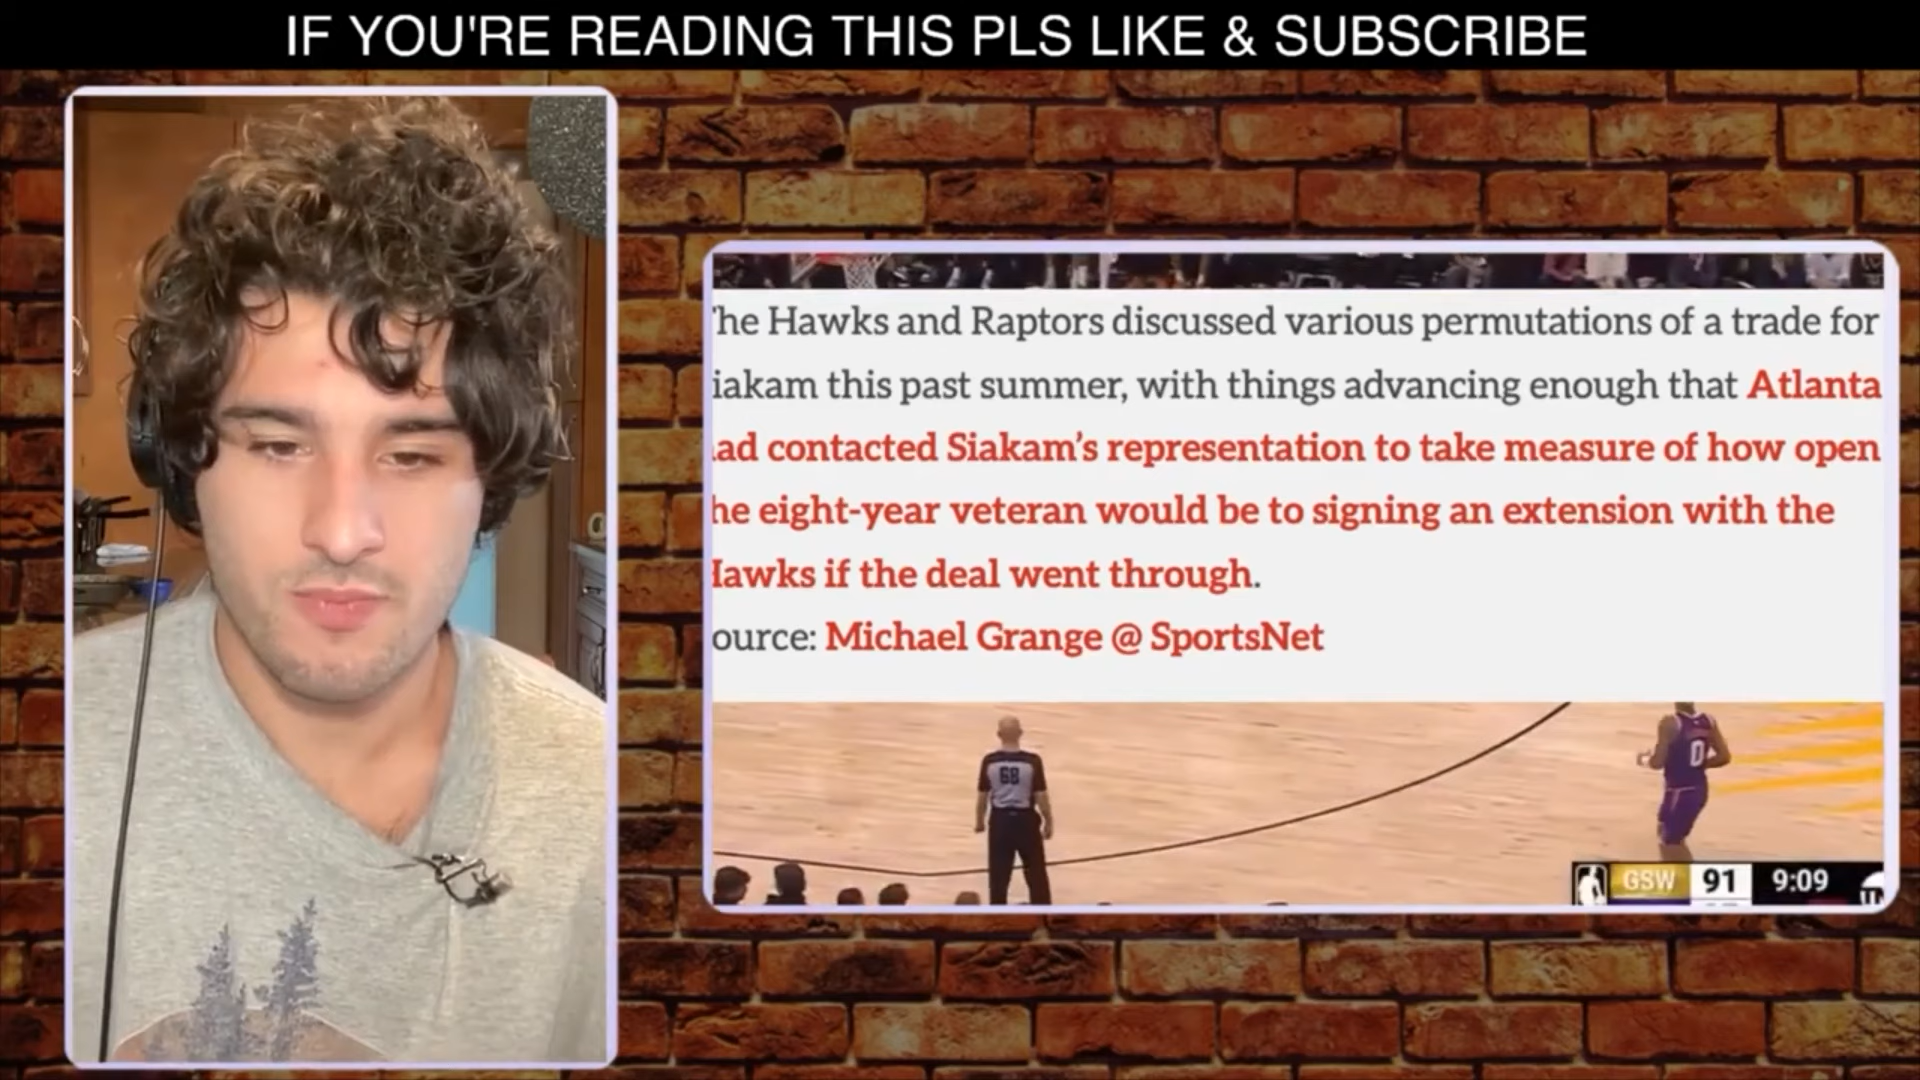 IF YOU'RE READING THIS PLS LIKE & SUBSCRIBE
he Hawks and Raptors discussed various permutations of a trade for
iakam this past summer, with things advancing enough that Atlanta
ad contacted Siakam's representation to take measure of how open
he eight-year veteran would be to signing an extension with the
Hawks if the deal went through.
ource: Michael Grange @ SportsNet
68
0
GSW 91 9:09